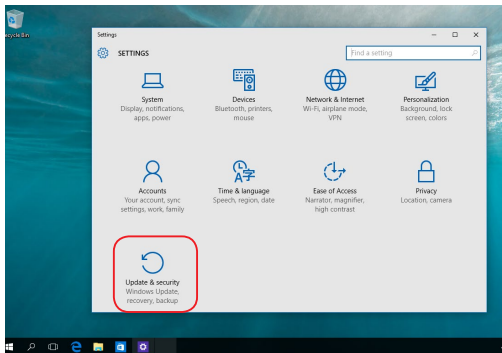 Recycle Bin
Settings
SETTINGS
Find a setting
System
Display, notifications,
apps, power
Devices
Bluetooth, printers,
mouse
Network & Internet
Wi-Fi, airplane mode,
VPN
Personalization
Background, lock
screen, colors
Accounts
Your account, sync
settings, work, family
Time & language
Speech, region, date
Ease of Access
Narrator, magnifier,
high contrast
Privacy
Location, camera
Update & security
Windows Update,
recovery, backup